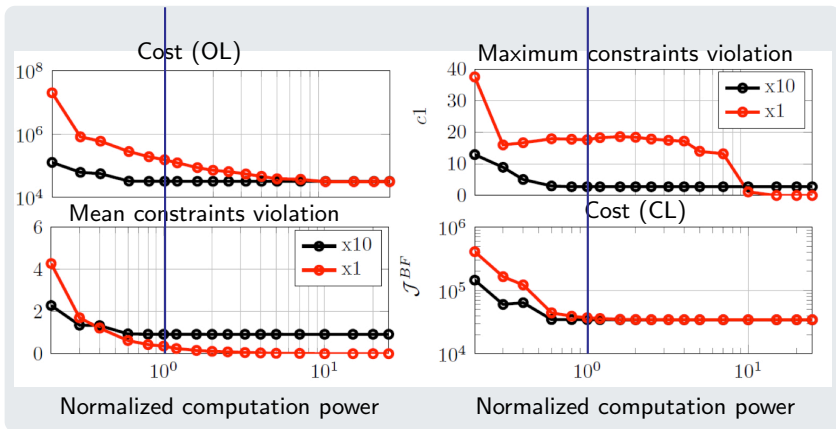 Cost (OL)
10^8
10^6
10^4
Maximum constraints violation
40
30
20
10
0
c1
x10
x1
Mean constraints violation
6
4
2
0
x10
x1
10^0
10^1
Normalized computation power
Cost (CL)
10^6
10^5
10^4
𝒥^{BF}
10^0
10^1
Normalized computation power